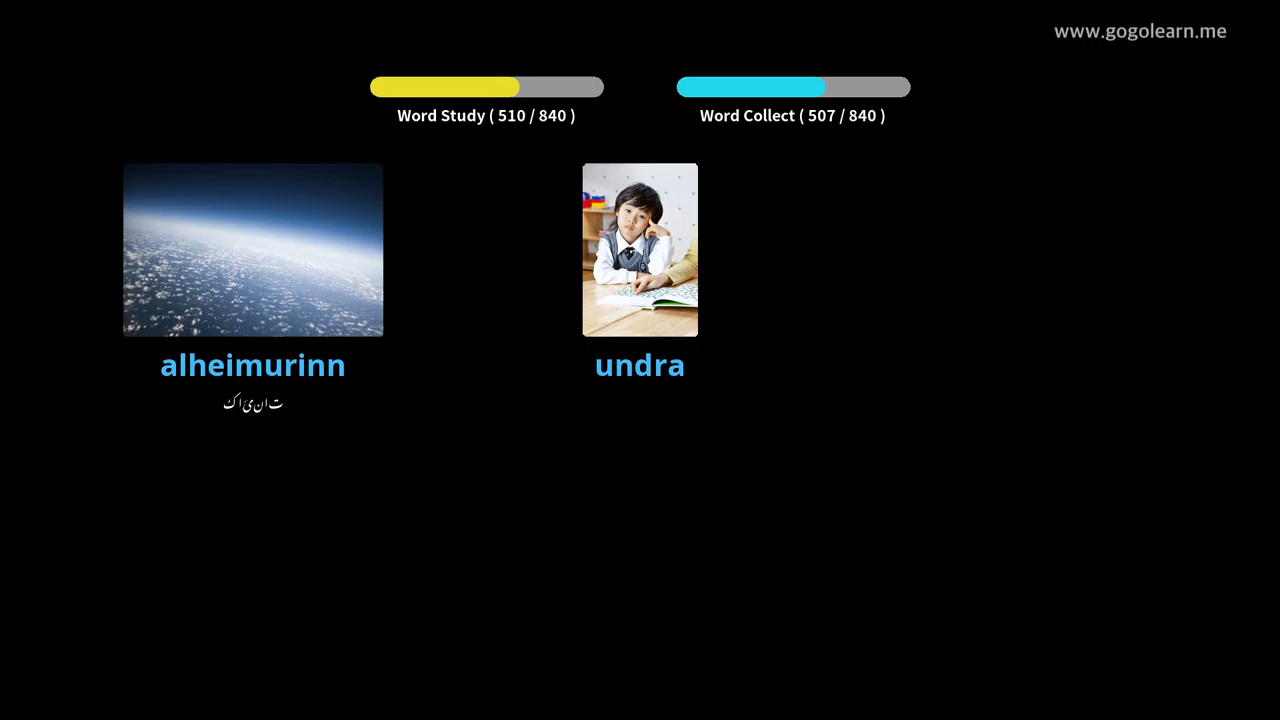 www.gogolearn.me
Word Study ( 510 / 840 )
Word Collect ( 507 / 840 )
alheimurinn
undra
کائنات